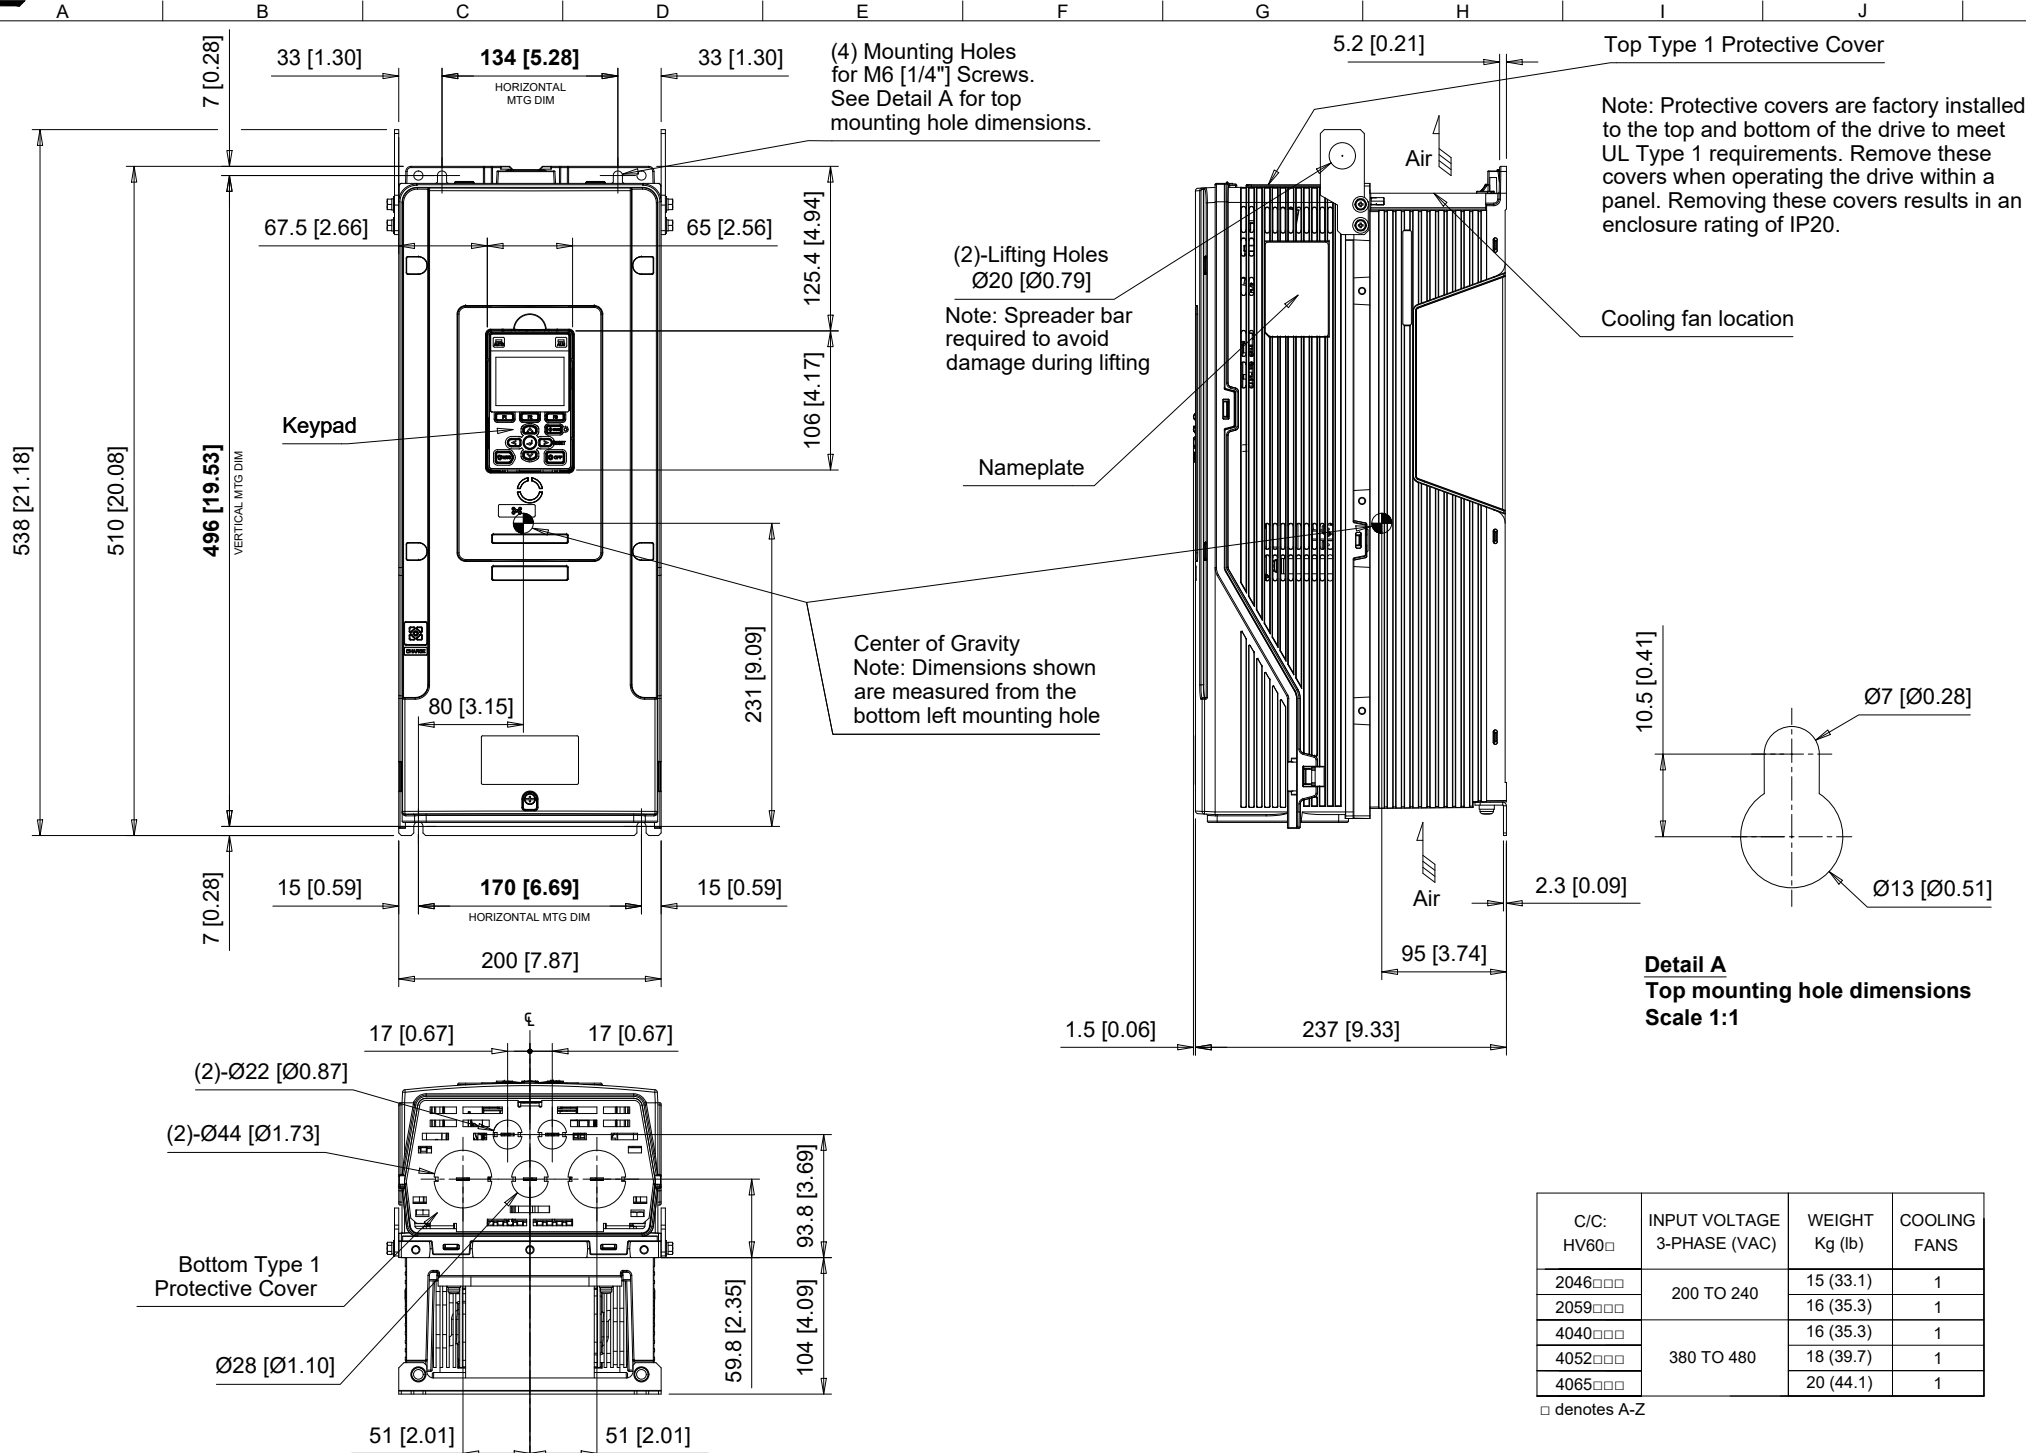 A B C D E F G H I J
7 [0.28]
33 [1.30]
134 [5.28]
HORIZONTAL
MTG DIM
33 [1.30]
(4) Mounting Holes
for M6 [1/4"] Screws.
See Detail A for top
mounting hole dimensions.
5.2 [0.21]
Top Type 1 Protective Cover
Note: Protective covers are factory installed
to the top and bottom of the drive to meet
UL Type 1 requirements. Remove these
covers when operating the drive within a
panel. Removing these covers results in an
enclosure rating of IP20.
Air
67.5 [2.66]
65 [2.56]
125.4 [4.94]
(2)-Lifting Holes
Ø20 [Ø0.79]
Note: Spreader bar
required to avoid
damage during lifting
Cooling fan location
106 [4.17]
Keypad
Nameplate
538 [21.18]
510 [20.08]
496 [19.53]
VERTICAL MTG DIM
CHARGE
231 [9.09]
Center of Gravity
Note: Dimensions shown
are measured from the
bottom left mounting hole
80 [3.15]
10.5 [0.41]
Ø7 [Ø0.28]
Ø13 [Ø0.51]
7 [0.28]
15 [0.59]
170 [6.69]
HORIZONTAL MTG DIM
15 [0.59]
200 [7.87]
Air
2.3 [0.09]
95 [3.74]
1.5 [0.06]
237 [9.33]
Detail A
Top mounting hole dimensions
Scale 1:1
℄
17 [0.67]
17 [0.67]
(2)-Ø22 [Ø0.87]
(2)-Ø44 [Ø1.73]
93.8 [3.69]
Bottom Type 1
Protective Cover
59.8 [2.35]
104 [4.09]
Ø28 [Ø1.10]
51 [2.01]
51 [2.01]
C/C: INPUT VOLTAGE WEIGHT COOLING
HV60□ 3-PHASE (VAC) Kg (lb) FANS
2046□□□ 200 TO 240 15 (33.1) 1
2059□□□ 16 (35.3) 1
4040□□□ 380 TO 480 16 (35.3) 1
4052□□□ 18 (39.7) 1
4065□□□ 20 (44.1) 1
□ denotes A-Z